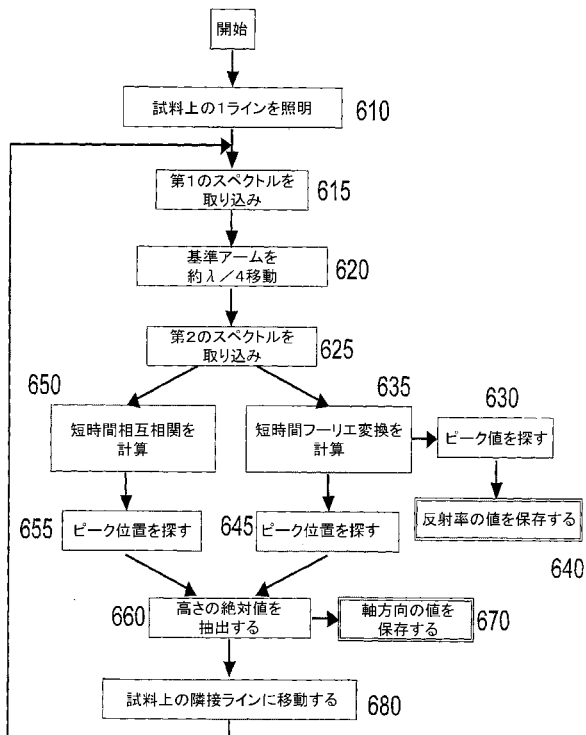 開始
試料上の1ラインを照明
610
第1のスペクトルを
取り込み
615
基準アームを
約λ/4移動
620
第2のスペクトルを
取り込み
625
650
短時間相互相関を
計算
635
短時間フーリエ変換を
計算
630
ピーク値を探す
反射率の値を保存する
640
655
ピーク位置を探す
645
ピーク位置を探す
660
高さの絶対値を
抽出する
軸方向の値を
保存する
670
試料上の隣接ラインに移動する
680